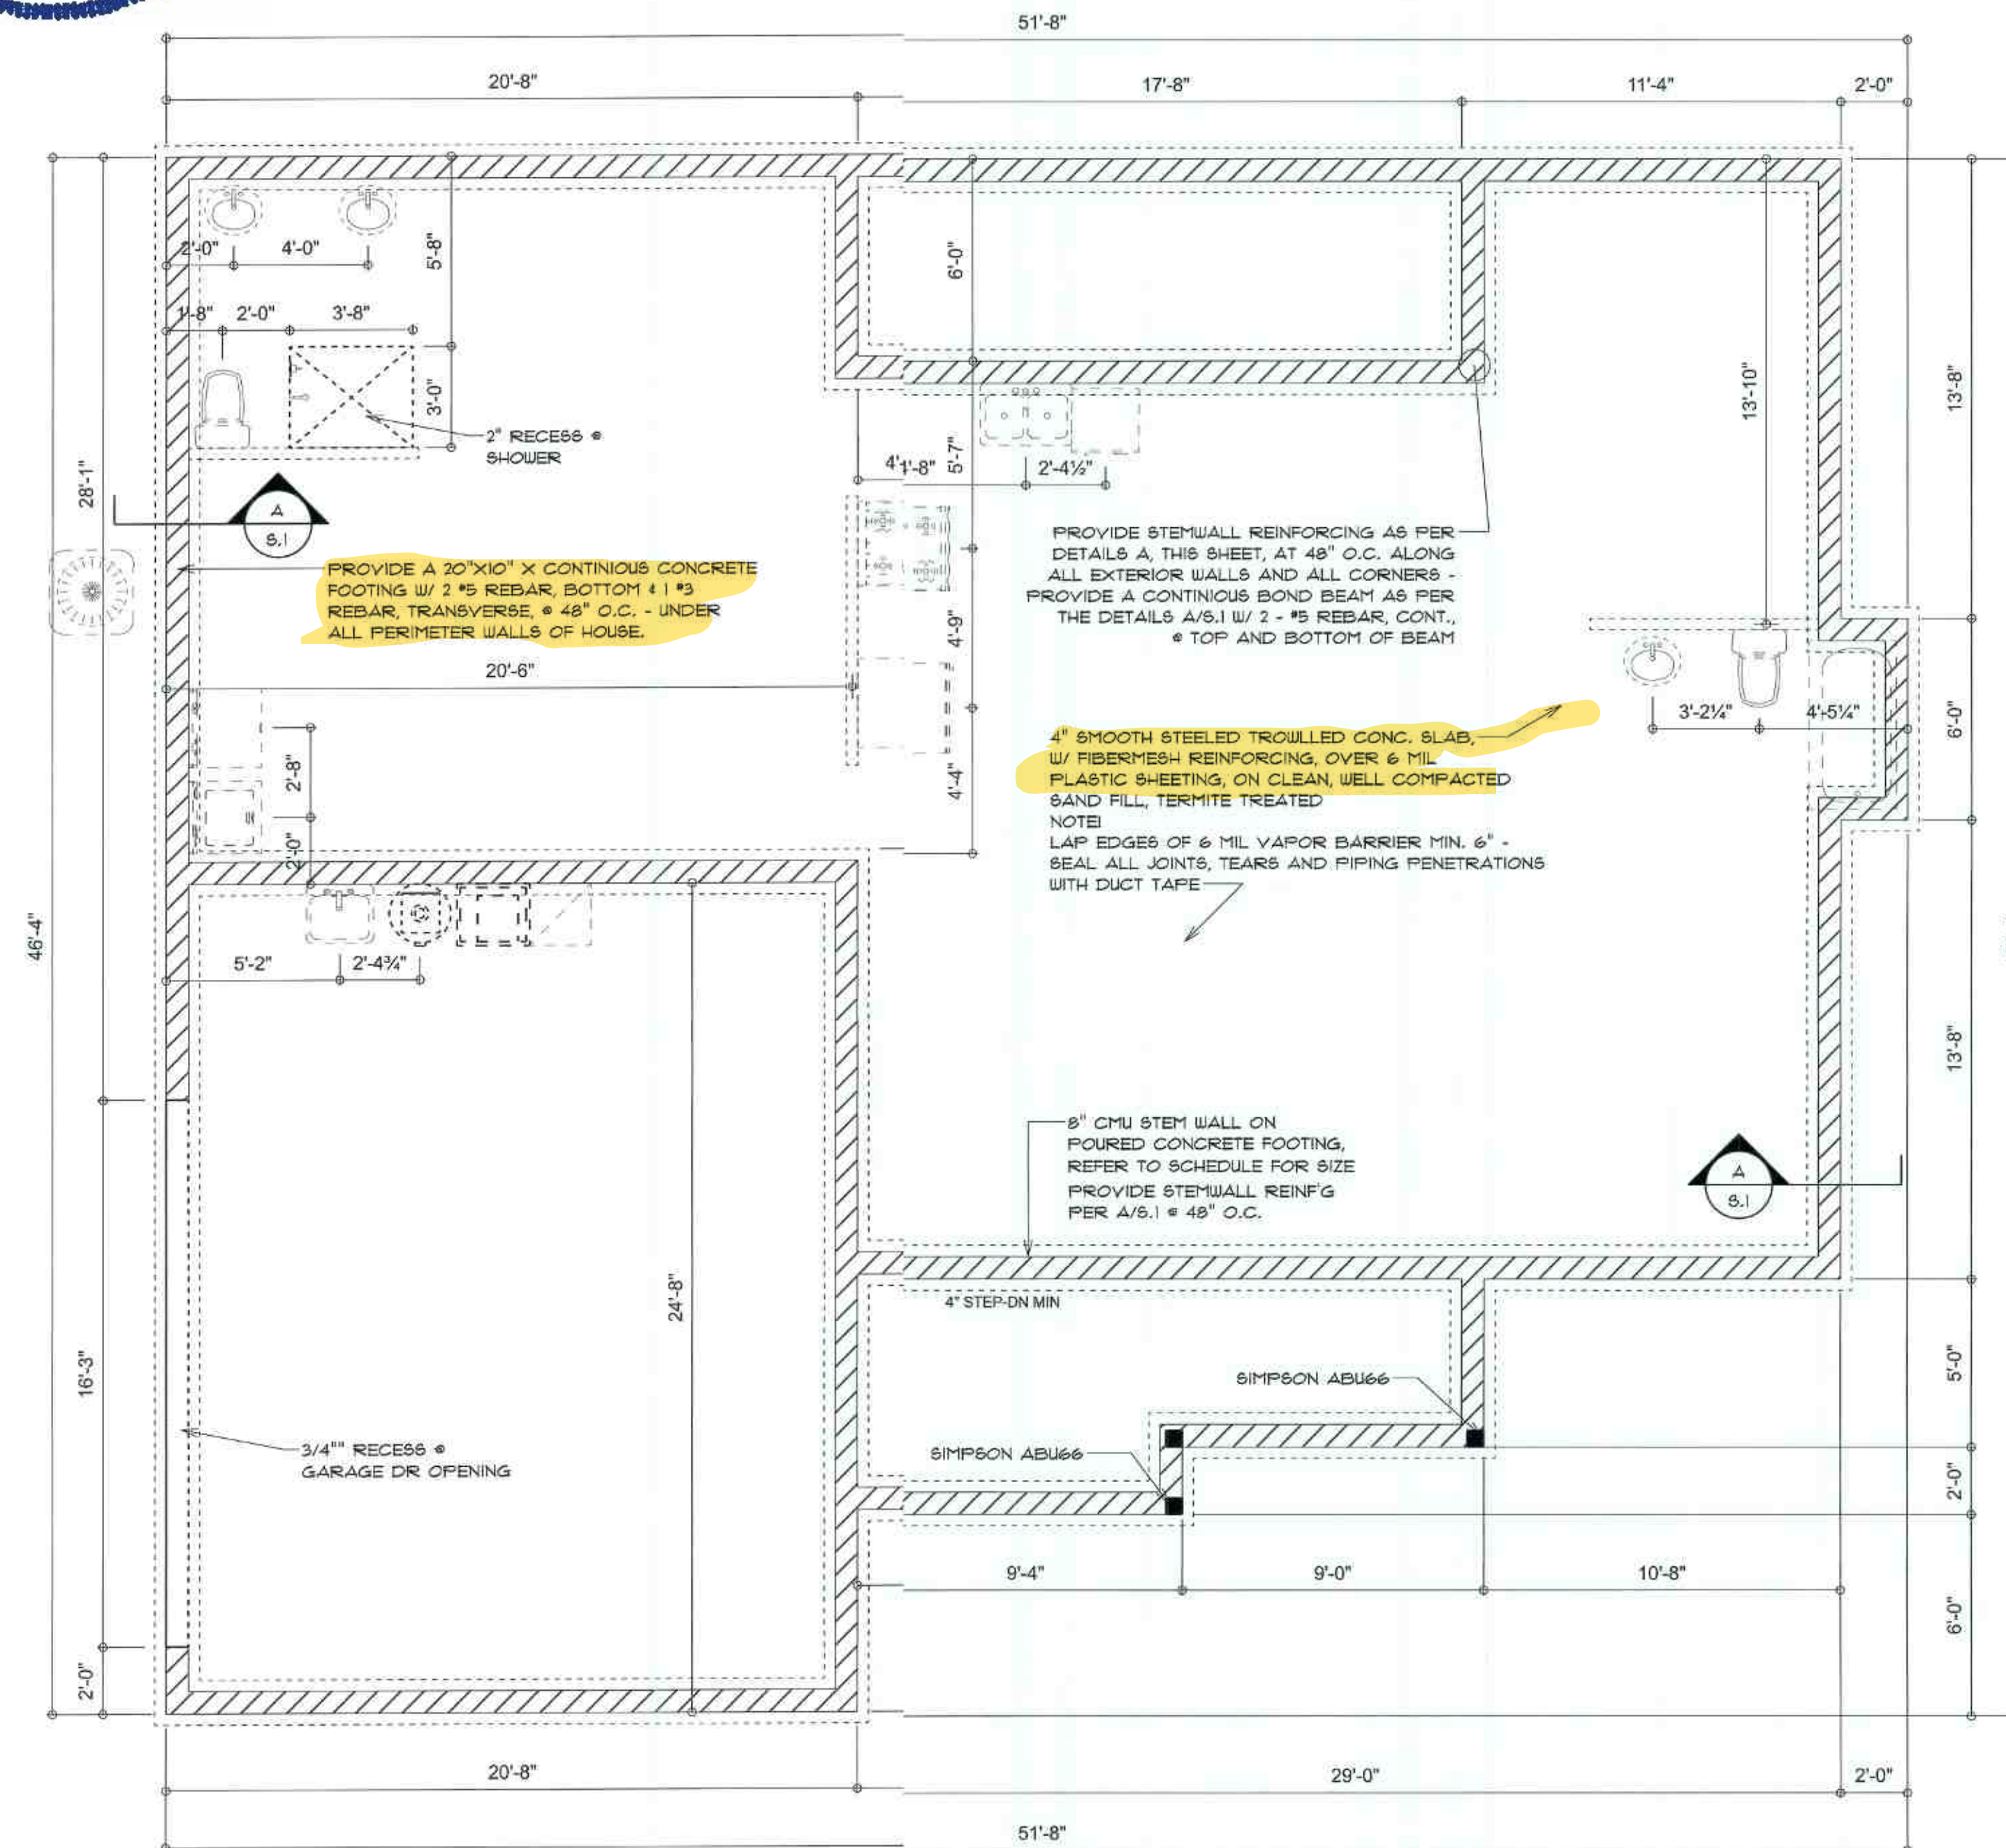 51'-8"
20'-8"
17'-8"
11'-4"
2'-0"
2'-0"
4'-0"
5'-8"
6'-0"
1'-8"
2'-0"
3'-8"
3'-0"
13'-10"
13'-8"
2" RECESS @
SHOWER
28'-1"
A
S.1
4'-8"
5'-7"
2'-4½"
PROVIDE A 20"X10" X CONTINIOUS CONCRETE
FOOTING W/ 2 #5 REBAR, BOTTOM & 1 #3
REBAR, TRANSVERSE, @ 48" O.C. - UNDER
ALL PERIMETER WALLS OF HOUSE.
PROVIDE STEMWALL REINFORCING AS PER
DETAILS A, THIS SHEET, AT 48" O.C. ALONG
ALL EXTERIOR WALLS AND ALL CORNERS -
PROVIDE A CONTINIOUS BOND BEAM AS PER
THE DETAILS A/S.1 W/ 2 - #5 REBAR, CONT.,
@ TOP AND BOTTOM OF BEAM
4'-9"
20'-6"
3'-2¼"
4'-5¼"
6'-0"
4" SMOOTH STEELED TROWLLED CONC. SLAB,
W/ FIBERMESH REINFORCING, OVER 6 MIL
PLASTIC SHEETING, ON CLEAN, WELL COMPACTED
SAND FILL, TERMITE TREATED
NOTE!
LAP EDGES OF 6 MIL VAPOR BARRIER MIN. 6" -
SEAL ALL JOINTS, TEARS AND PIPING PENETRATIONS
WITH DUCT TAPE
2'-8"
4'-4"
2'-0"
46'-4"
5'-2"
2'-4¾"
13'-8"
8" CMU STEM WALL ON
POURED CONCRETE FOOTING,
REFER TO SCHEDULE FOR SIZE
PROVIDE STEMWALL REINF'G
PER A/S.1 @ 48" O.C.
A
S.1
24'-8"
4" STEP-DN MIN
16'-3"
5'-0"
SIMPSON ABU66
SIMPSON ABU66
3/4"" RECESS @
GARAGE DR OPENING
2'-0"
9'-4"
9'-0"
10'-8"
6'-0"
2'-0"
20'-8"
29'-0"
2'-0"
51'-8"